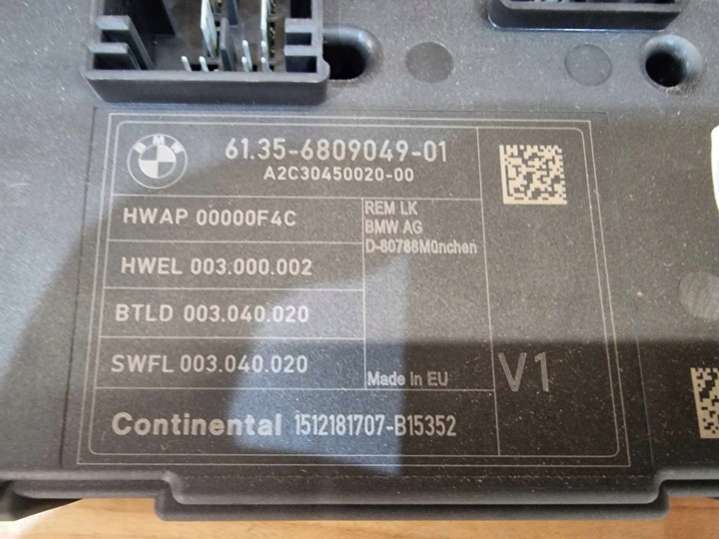 BMW
61.35-6809049-01
A2C30450020-00
HWAP 00000F4C
HWEL 003.000.002
BTLD 003.040.020
SWFL 003.040.020
REM LK
BMW AG
D-80788München
Made in EU
V1
Continental 1512181707-B15352